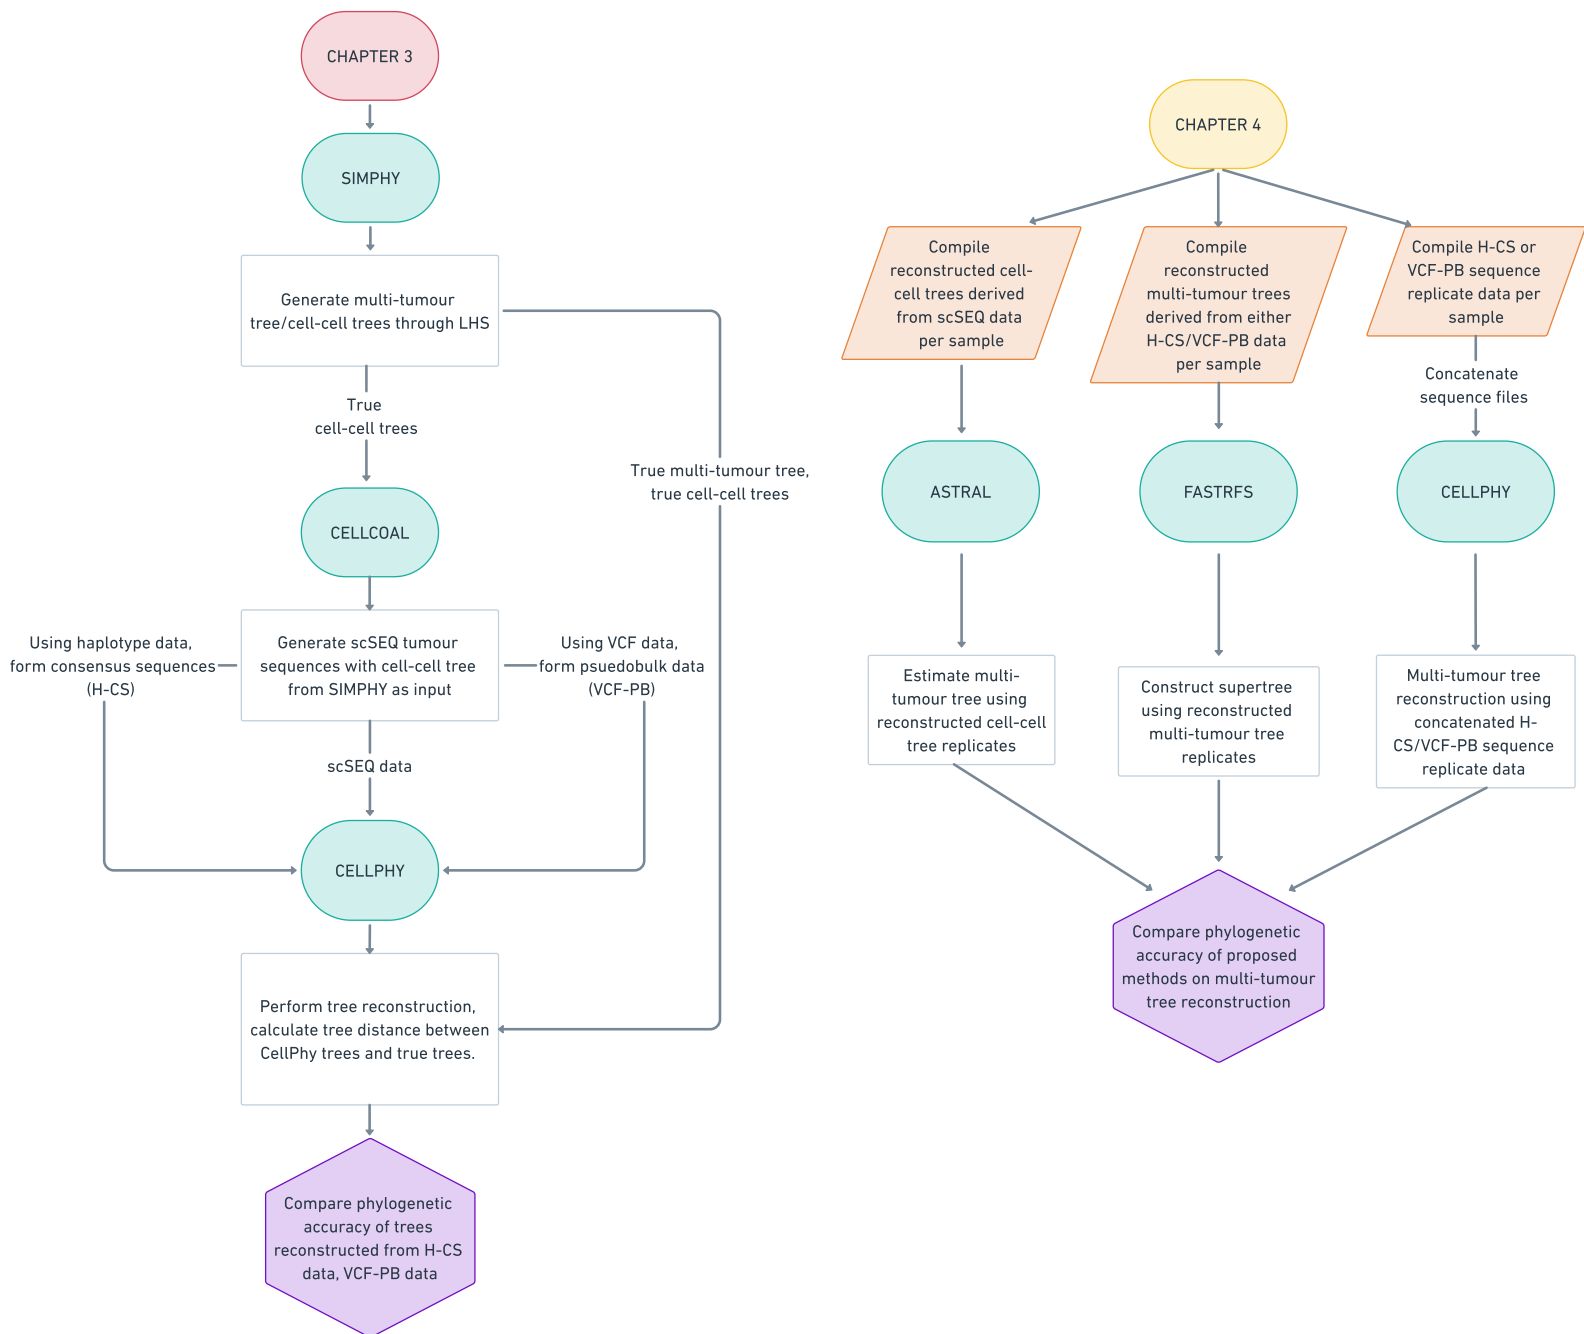 CHAPTER 3
SIMPHY
Generate multi-tumour
tree/cell-cell trees through LHS
True
cell-cell trees
True multi-tumour tree,
true cell-cell trees
CELLCOAL
Using haplotype data,
form consensus sequences
(H-CS)
Generate scSEQ tumour
sequences with cell-cell tree
from SIMPHY as input
Using VCF data,
form psuedobulk data
(VCF-PB)
scSEQ data
CELLPHY
Perform tree reconstruction,
calculate tree distance between
CellPhy trees and true trees.
Compare phylogenetic
accuracy of trees
reconstructed from H-CS
data, VCF-PB data
CHAPTER 4
Compile
reconstructed cell-
cell trees derived
from scSEQ data
per sample
Compile
reconstructed
multi-tumour trees
derived from either
H-CS/VCF-PB data
per sample
Compile H-CS or
VCF-PB sequence
replicate data per
sample
Concatenate
sequence files
ASTRAL
FASTRFS
CELLPHY
Estimate multi-
tumour tree using
reconstructed cell-cell
tree replicates
Construct supertree
using reconstructed
multi-tumour tree
replicates
Multi-tumour tree
reconstruction using
concatenated H-
CS/VCF-PB sequence
replicate data
Compare phylogenetic
accuracy of proposed
methods on multi-tumour
tree reconstruction